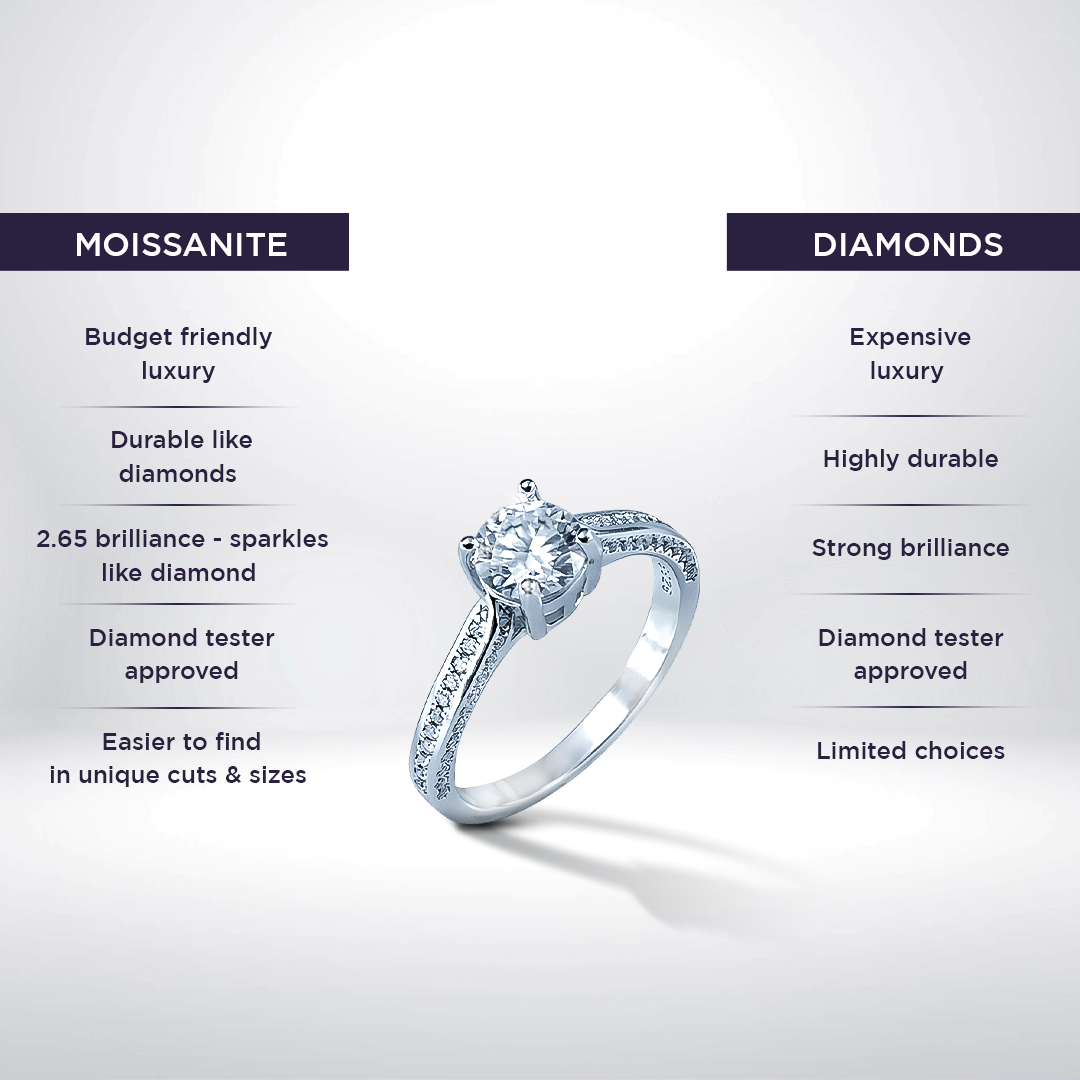 MOISSANITE
Budget friendly
luxury
Durable like
diamonds
2.65 brilliance - sparkles
like diamond
Diamond tester
approved
Easier to find
in unique cuts & sizes
DIAMONDS
Expensive
luxury
Highly durable
Strong brilliance
Diamond tester
approved
Limited choices